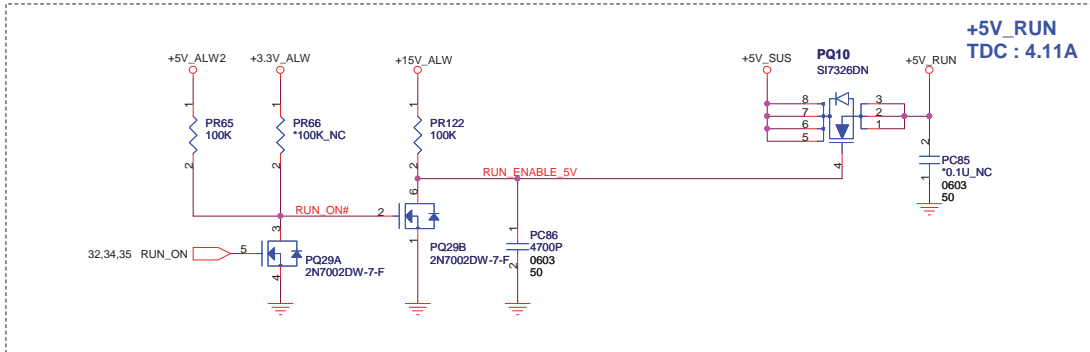 +5V_RUN
TDC : 4.11A
+5V_ALW2
+3.3V_ALW
+15V_ALW
+5V_SUS
PQ10
SI7326DN
+5V_RUN
1
PR65
100K
2
1
PR66
*100K_NC
2
1
PR122
100K
2
8
7
6
5
3
2
1
4
2
PC85
*0.1U_NC
1
0603
50
RUN_ENABLE_5V
RUN_ON#
2
6
1
PQ29B
2N7002DW-7-F
1
PC86
4700P
2
0603
50
32,34,35 RUN_ON
5
3
4
PQ29A
2N7002DW-7-F